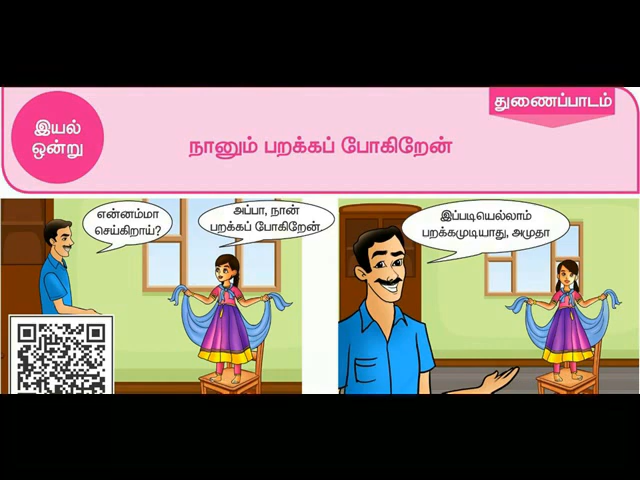 துணைப்பாடம்
இயல்
ஒன்று
நானும் பறக்கப் போகிறேன்
என்னம்மா
செய்கிறாய்?
அப்பா, நான்
பறக்கப் போகிறேன்.
இப்படியெல்லாம்
பறக்கமுடியாது, அமுதா